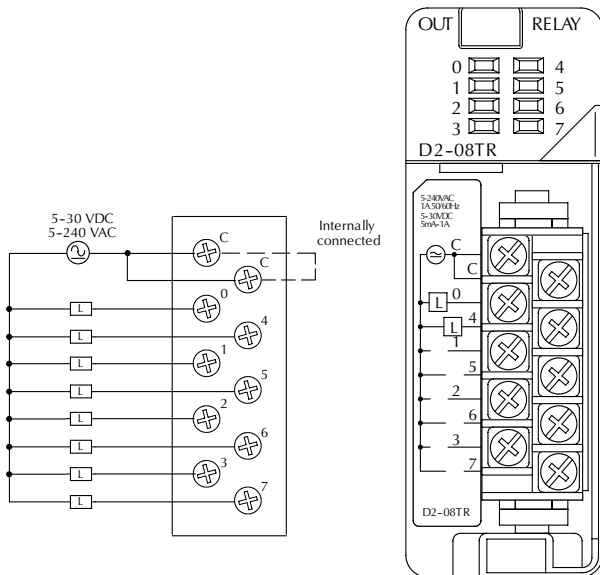 5-30 VDC
5-240 VAC
C
C
Internally
connected
0
4
1
5
2
6
3
7
L
L
L
L
L
L
L
L
OUT
RELAY
0
4
1
5
2
6
3
7
D2-08TR
5-240VAC
1A 50/60Hz
5-30VDC
5mA-1A
C
C
L
0
L
4
1
5
2
6
3
7
D2-08TR